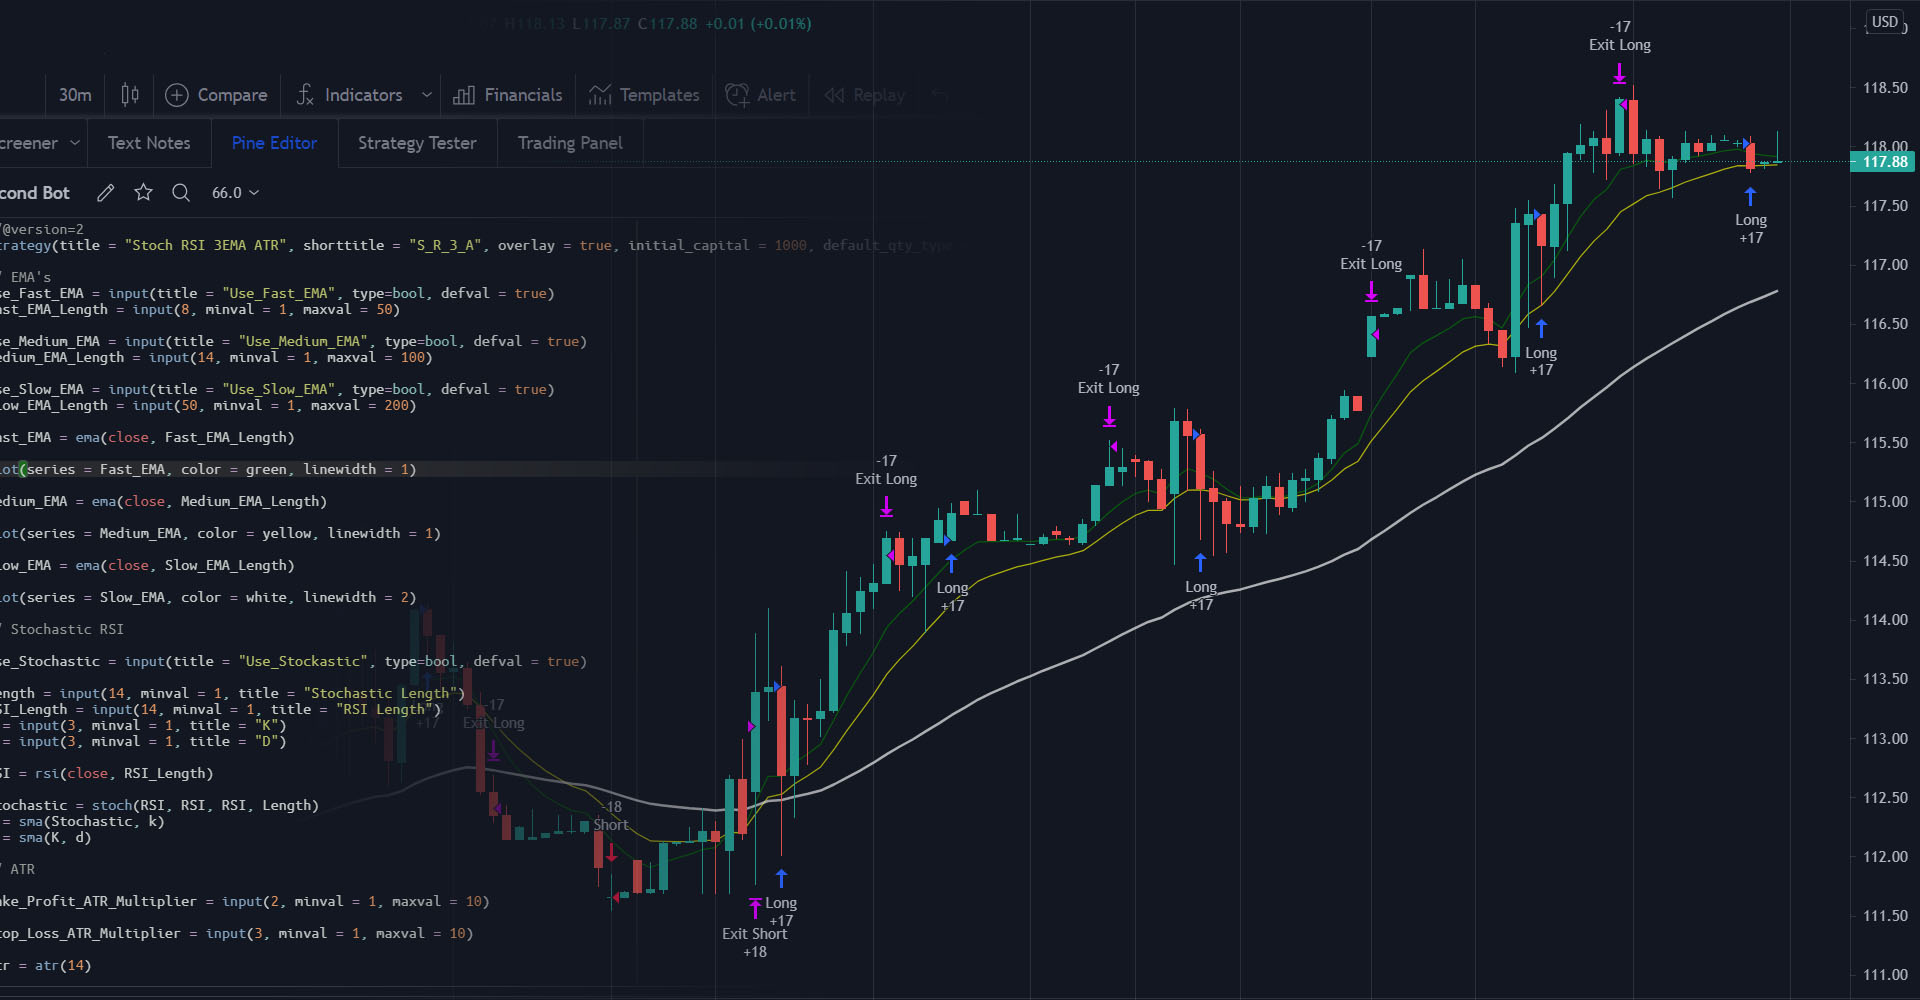 H118.13 L117.87 C117.88 +0.01 (+0.01%)
USD
30m Compare Indicators Financials Templates Alert Replay
creener Text Notes Pine Editor Strategy Tester Trading Panel
cond Bot 66.0
/@version=2
trategy(title = "Stoch RSI 3EMA ATR", shorttitle = "S_R_3_A", overlay = true, initial_capital = 1000, default_qty_type =
/ EMA's
se_Fast_EMA = input(title = "Use_Fast_EMA", type=bool, defval = true)
ast_EMA_Length = input(8, minval = 1, maxval = 50)
se_Medium_EMA = input(title = "Use_Medium_EMA", type=bool, defval = true)
edium_EMA_Length = input(14, minval = 1, maxval = 100)
se_Slow_EMA = input(title = "Use_Slow_EMA", type=bool, defval = true)
low_EMA_Length = input(50, minval = 1, maxval = 200)
ast_EMA = ema(close, Fast_EMA_Length)
lot(series = Fast_EMA, color = green, linewidth = 1)
edium_EMA = ema(close, Medium_EMA_Length)
lot(series = Medium_EMA, color = yellow, linewidth = 1)
low_EMA = ema(close, Slow_EMA_Length)
lot(series = Slow_EMA, color = white, linewidth = 2)
/ Stochastic RSI
se_Stochastic = input(title = "Use_Stockastic", type=bool, defval = true)
ength = input(14, minval = 1, title = "Stochastic Length")
SI_Length = input(14, minval = 1, title = "RSI Length")
= input(3, minval = 1, title = "K")
= input(3, minval = 1, title = "D")
SI = rsi(close, RSI_Length)
tochastic = stoch(RSI, RSI, RSI, Length)
= sma(Stochastic, k)
= sma(K, d)
/ ATR
ake_Profit_ATR_Multiplier = input(2, minval = 1, maxval = 10)
top_Loss_ATR_Multiplier = input(3, minval = 1, maxval = 10)
tr = atr(14)
+17
-17
Exit Long
-18
Short
Long
+17
Exit Short
+18
-17
Exit Long
Long
+17
-17
Exit Long
Long
+17
-17
Exit Long
Long
+17
-17
Exit Long
Long
+17
118.50
118.00
117.88
117.50
117.00
116.50
116.00
115.50
115.00
114.50
114.00
113.50
113.00
112.50
112.00
111.50
111.00